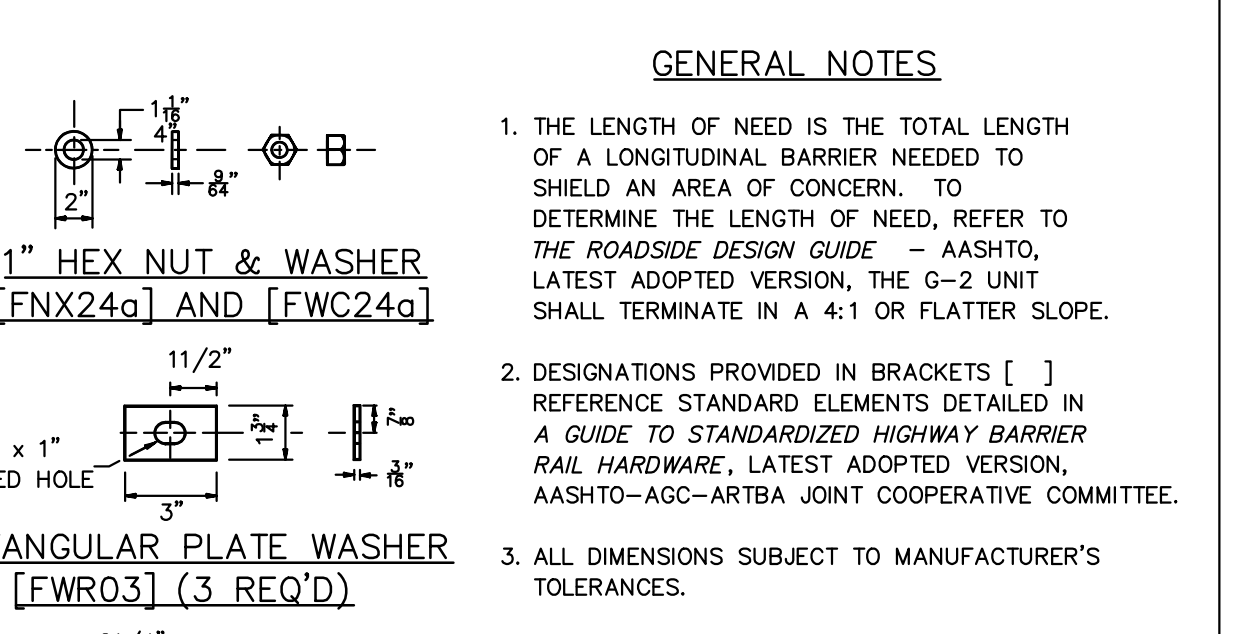 1 1/16"
4"
9/64"
2"
1" HEX NUT & WASHER
[FNX24a] AND [FWC24a]
11/2"
1 3/4"
7/8"
x 1"
ED HOLE
3/16"
3"
ANGULAR PLATE WASHER
[FWR03] (3 REQ'D)
GENERAL NOTES
1. THE LENGTH OF NEED IS THE TOTAL LENGTH
OF A LONGITUDINAL BARRIER NEEDED TO
SHIELD AN AREA OF CONCERN. TO
DETERMINE THE LENGTH OF NEED, REFER TO
THE ROADSIDE DESIGN GUIDE – AASHTO,
LATEST ADOPTED VERSION, THE G–2 UNIT
SHALL TERMINATE IN A 4:1 OR FLATTER SLOPE.
2. DESIGNATIONS PROVIDED IN BRACKETS [ ]
REFERENCE STANDARD ELEMENTS DETAILED IN
A GUIDE TO STANDARDIZED HIGHWAY BARRIER
RAIL HARDWARE, LATEST ADOPTED VERSION,
AASHTO–AGC–ARTBA JOINT COOPERATIVE COMMITTEE.
3. ALL DIMENSIONS SUBJECT TO MANUFACTURER'S
TOLERANCES.